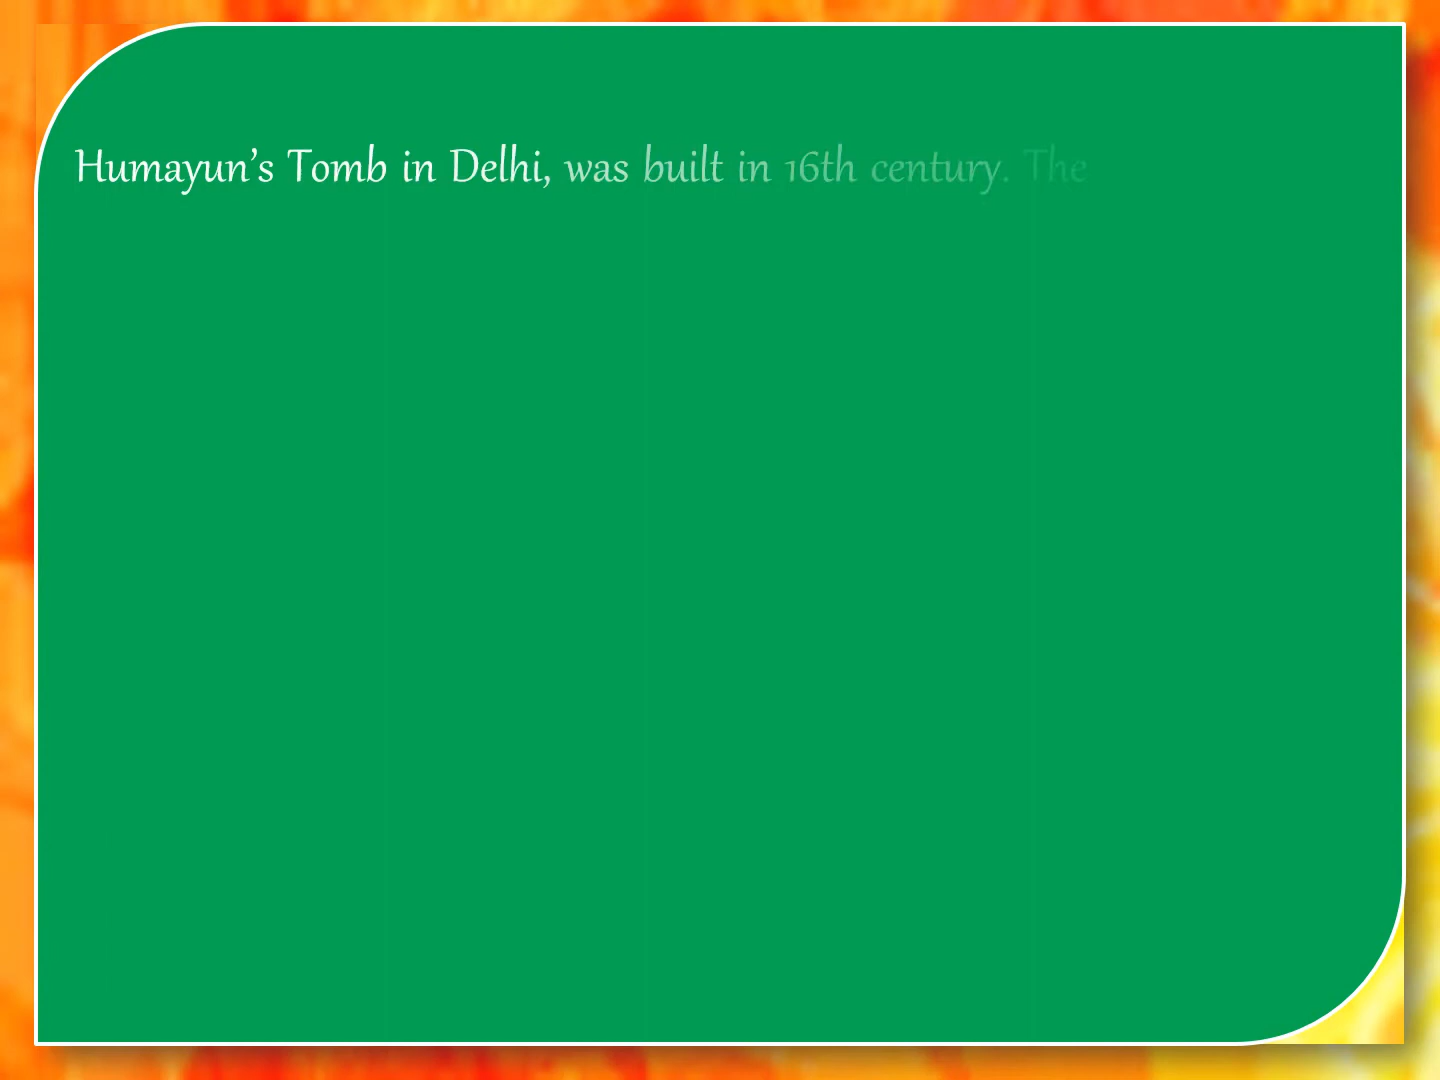 Humayun’s Tomb in Delhi, was built in 16th century. The